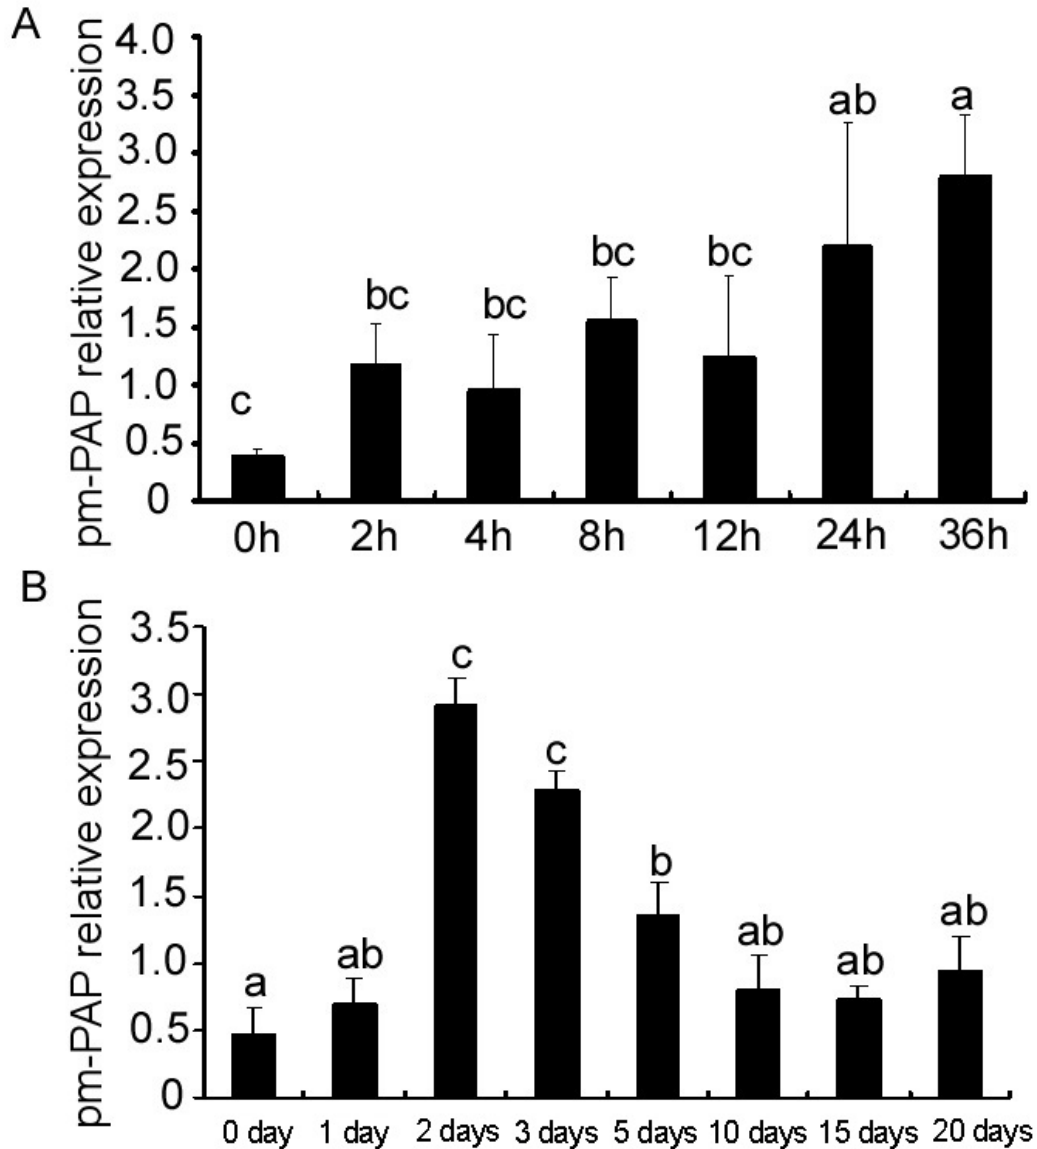 A
pm-PAP relative expression
4.0
3.5
3.0
2.5
2.0
1.5
1.0
0.5
0
c
bc
bc
bc
bc
ab
a
0h 2h 4h 8h 12h 24h 36h
B
pm-PAP relative expression
3.5
3.0
2.5
2.0
1.5
1.0
0.5
0
a
ab
c
c
b
ab
ab
ab
0 day 1 day 2 days 3 days 5 days 10 days 15 days 20 days